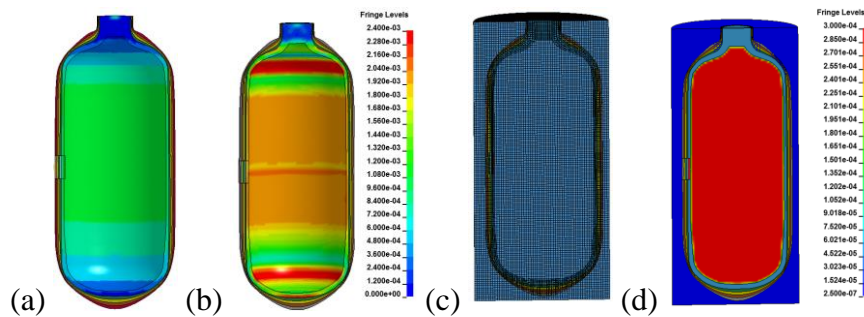 Fringe Levels
2.400e-03
2.280e-03
2.160e-03
2.040e-03
1.920e-03
1.800e-03
1.680e-03
1.560e-03
1.440e-03
1.320e-03
1.200e-03
1.080e-03
9.600e-04
8.400e-04
7.200e-04
6.000e-04
4.800e-04
3.600e-04
2.400e-04
1.200e-04
0.000e+00
Fringe Levels
3.000e-04
2.850e-04
2.701e-04
2.551e-04
2.401e-04
2.251e-04
2.101e-04
1.951e-04
1.801e-04
1.651e-04
1.501e-04
1.352e-04
1.202e-04
1.052e-04
9.018e-05
7.520e-05
6.021e-05
4.522e-05
3.023e-05
1.524e-05
2.500e-07
(a) (b) (c) (d)